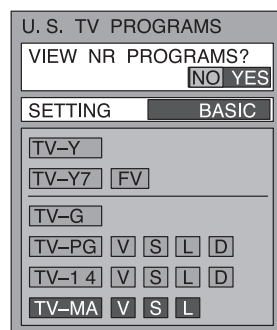 U. S. TV PROGRAMS
VIEW NR PROGRAMS?
NO YES
SETTING BASIC
TV–Y
TV–Y7 FV
TV–G
TV–PG V S L D
TV–1 4 V S L D
TV–MA V S L